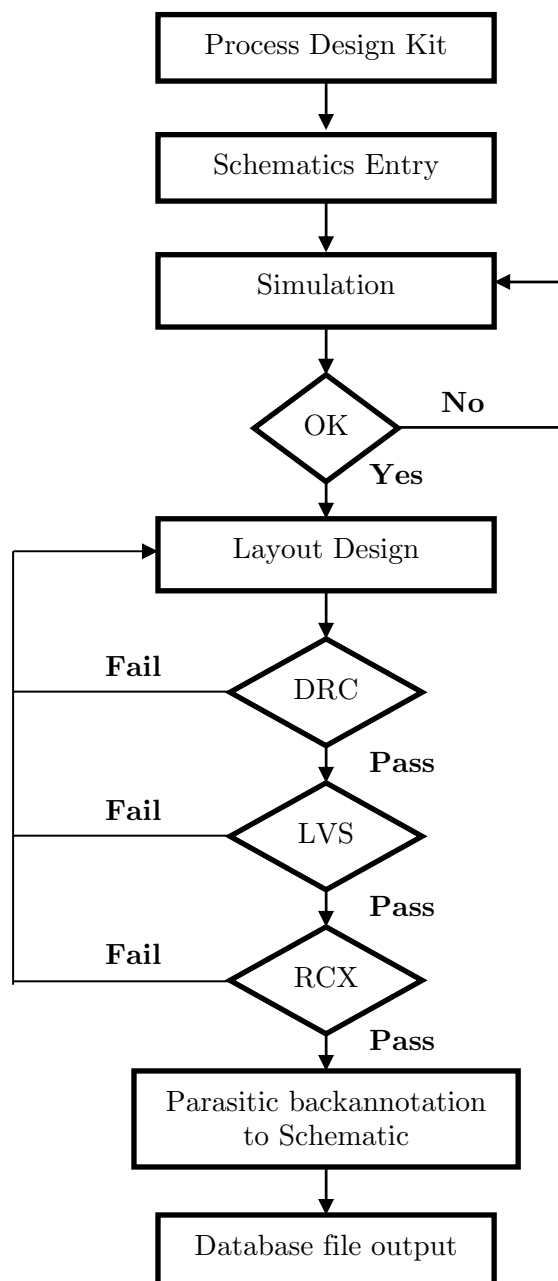 Process Design Kit
Schematics Entry
Simulation
OK
No
Yes
Layout Design
Fail
DRC
Pass
Fail
LVS
Pass
Fail
RCX
Pass
Parasitic backannotation
to Schematic
Database file output